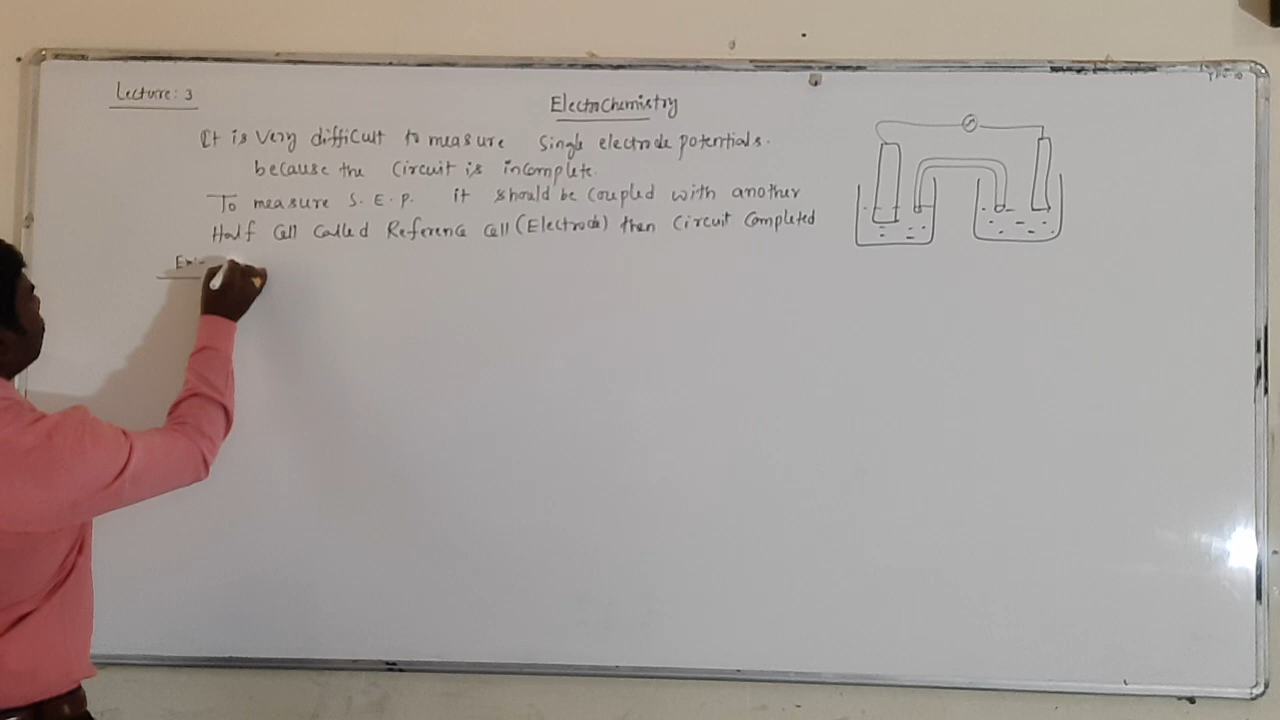 Lecture: 3
ElectroChemistry
It is Very difficult to measure Single electrode potentials.
because the Circuit is incomplete.
To measure S.E.P. it should be Coupled with another
Half Cell Called Reference Cell (Electrode) then Circuit Completed
Ex:-